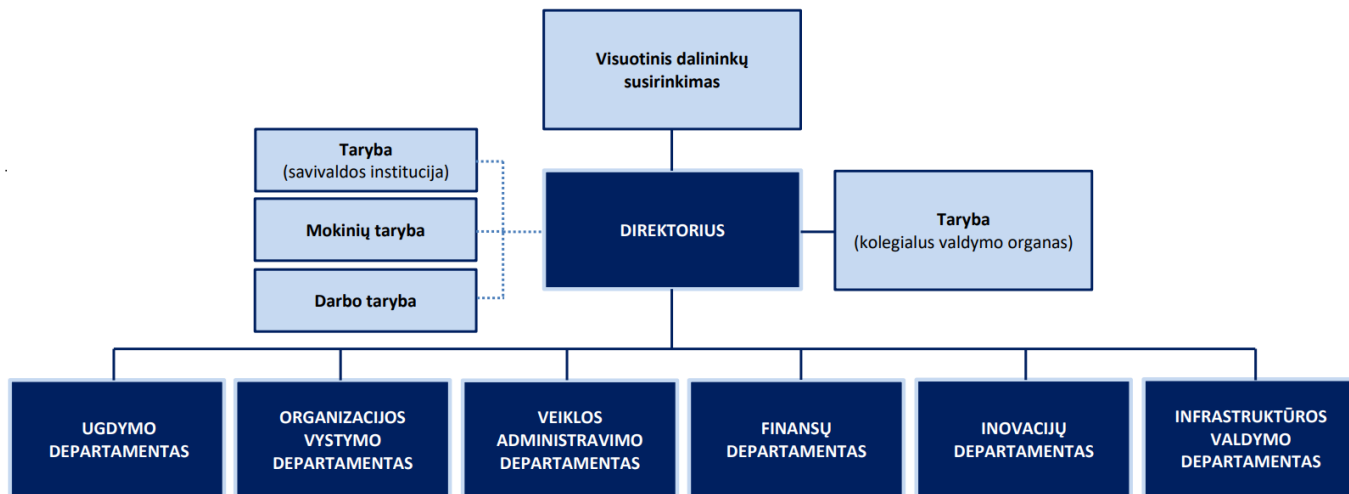 Visuotinis dalininkų
susirinkimas
Taryba
(savivaldos institucija)
Mokinių taryba
Darbo taryba
DIREKTORIUS
Taryba
(kolegialus valdymo organas)
UGDYMO
DEPARTAMENTAS
ORGANIZACIJOS
VYSTYMO
DEPARTAMENTAS
VEIKLOS
ADMINISTRAVIMO
DEPARTAMENTAS
FINANSŲ
DEPARTAMENTAS
INOVACIJŲ
DEPARTAMENTAS
INFRASTRUKTŪROS
VALDYMO
DEPARTAMENTAS